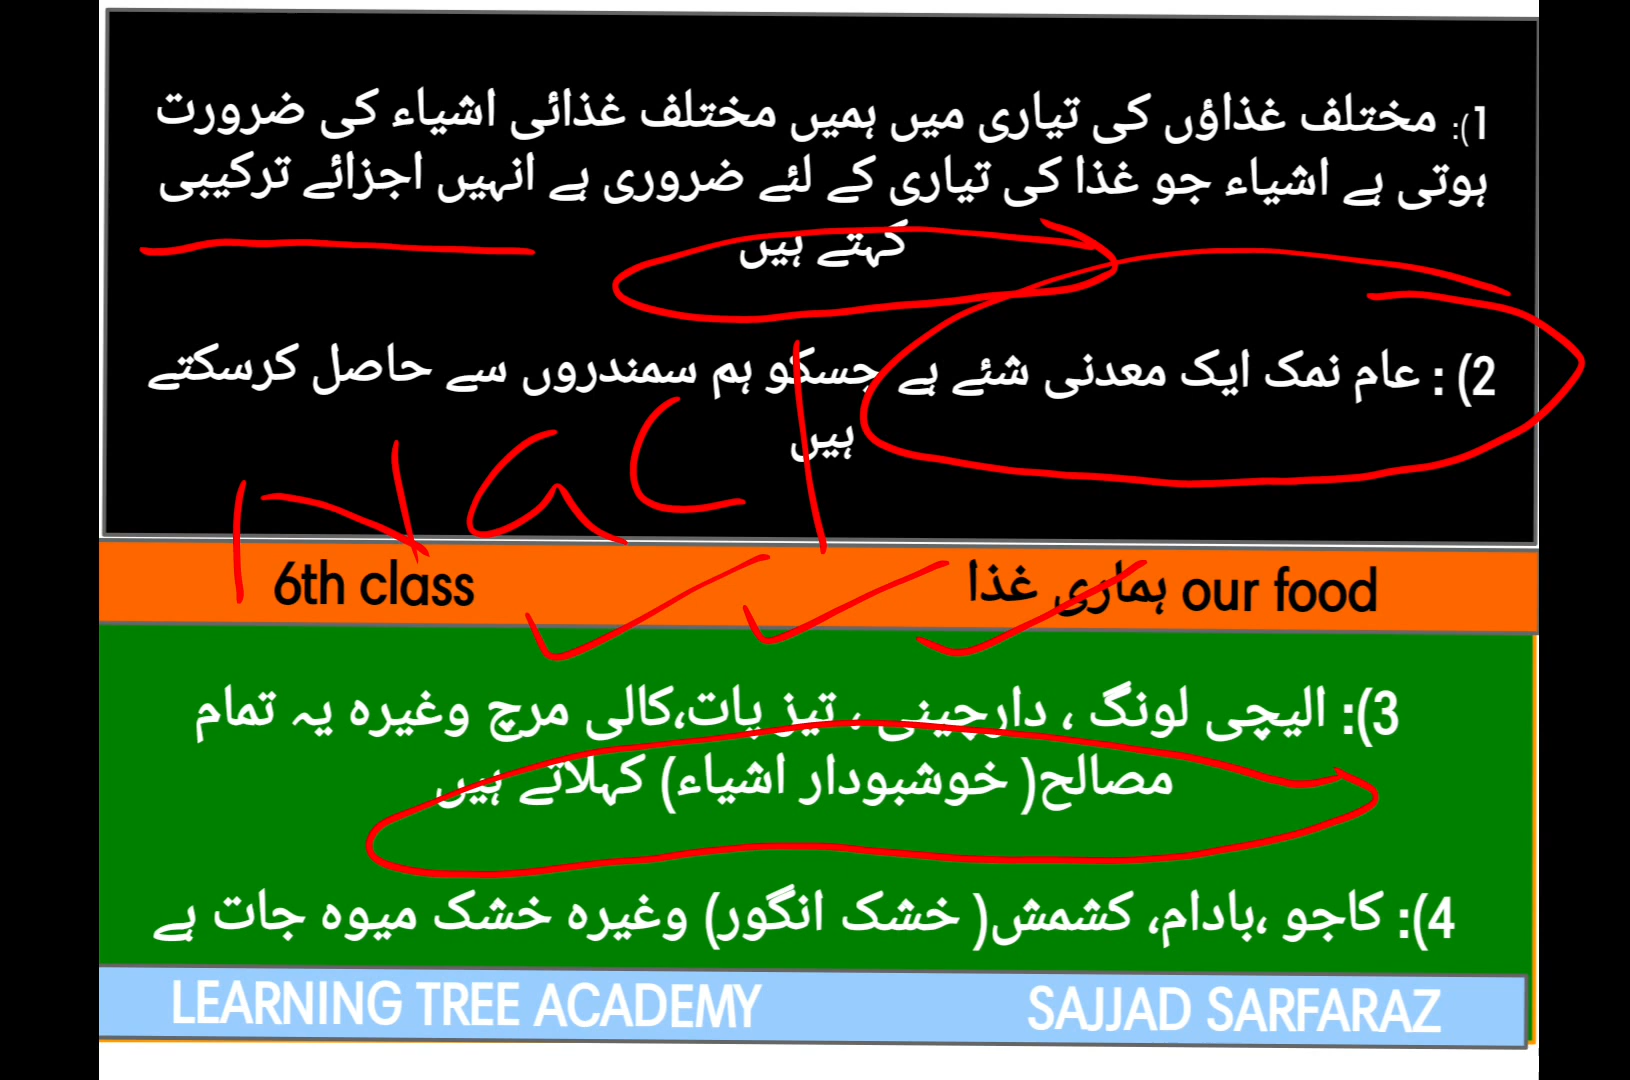 1): مختلف غذاؤں کی تیاری میں ہمیں مختلف غذائی اشیاء کی ضرورت
ہوتی ہے اشیاء جو غذا کی تیاری کے لئے ضروری ہے انہیں اجزائے ترکیبی
کہتے ہیں
2) : عام نمک ایک معدنی شئے ہے جسکو ہم سمندروں سے حاصل کرسکتے
ہیں
NaCl
6th class ہماری غذا our food
3): الیچی لونگ ، دارچینی ، تیز پات،کالی مرچ وغیرہ یہ تمام
مصالح( خوشبودار اشیاء) کہلاتے ہیں
4): کاجو ،بادام، کشمش( خشک انگور) وغیرہ خشک میوہ جات ہے
LEARNING TREE ACADEMY SAJJAD SARFARAZ